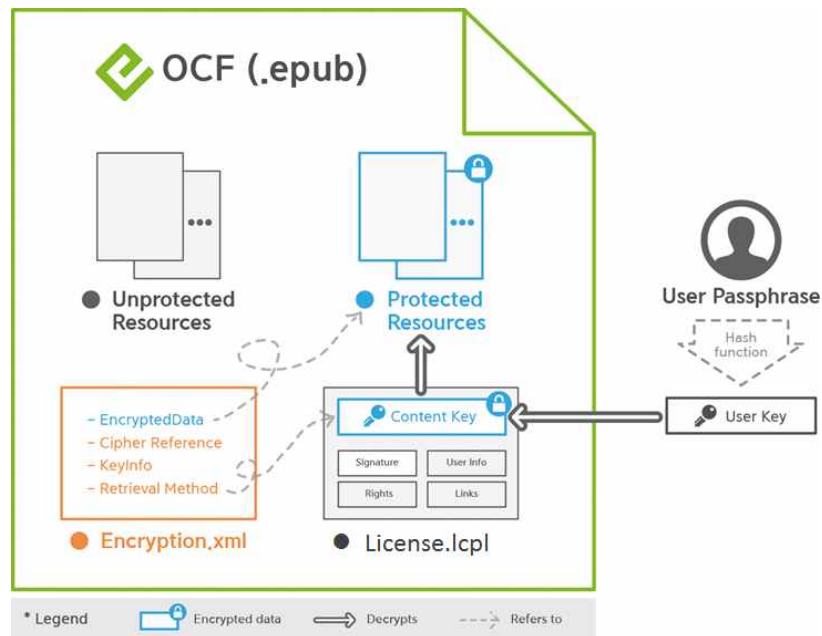 OCF (.epub)
Unprotected
Resources
Protected
Resources
User Passphrase
Hash
function
User Key
- EncryptedData
- Cipher Reference
- KeyInfo
- Retrieval Method
Encryption.xml
Content Key
Signature
User Info
Rights
Links
License.lcpl
* Legend
Encrypted data
Decrypts
Refers to